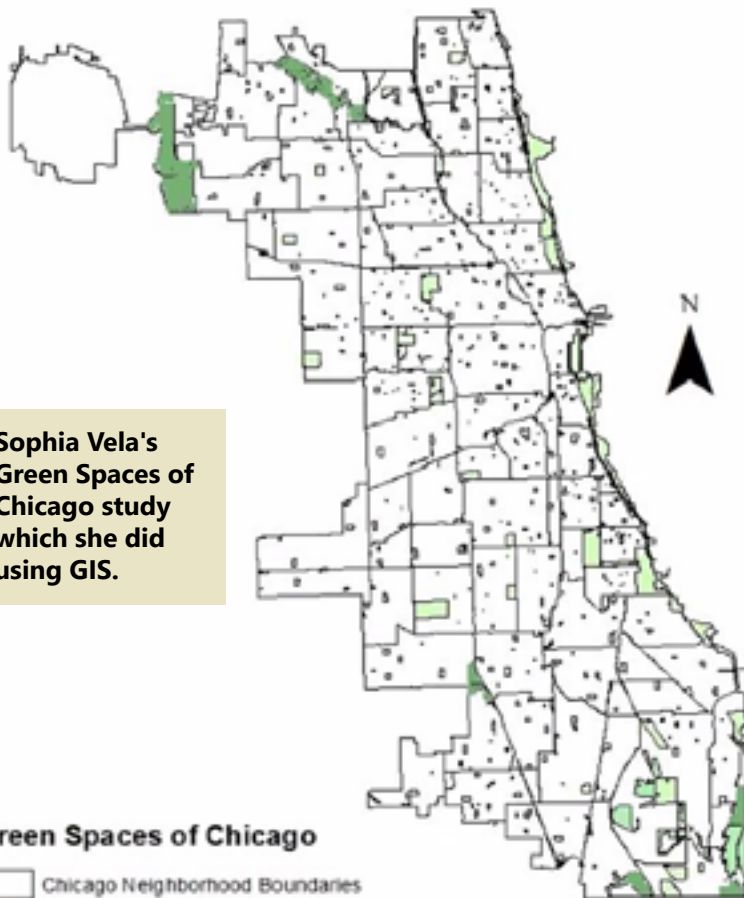 N
Sophia Vela's
Green Spaces of
Chicago study
which she did
using GIS.
reen Spaces of Chicago
Chicago Neighborhood Boundaries